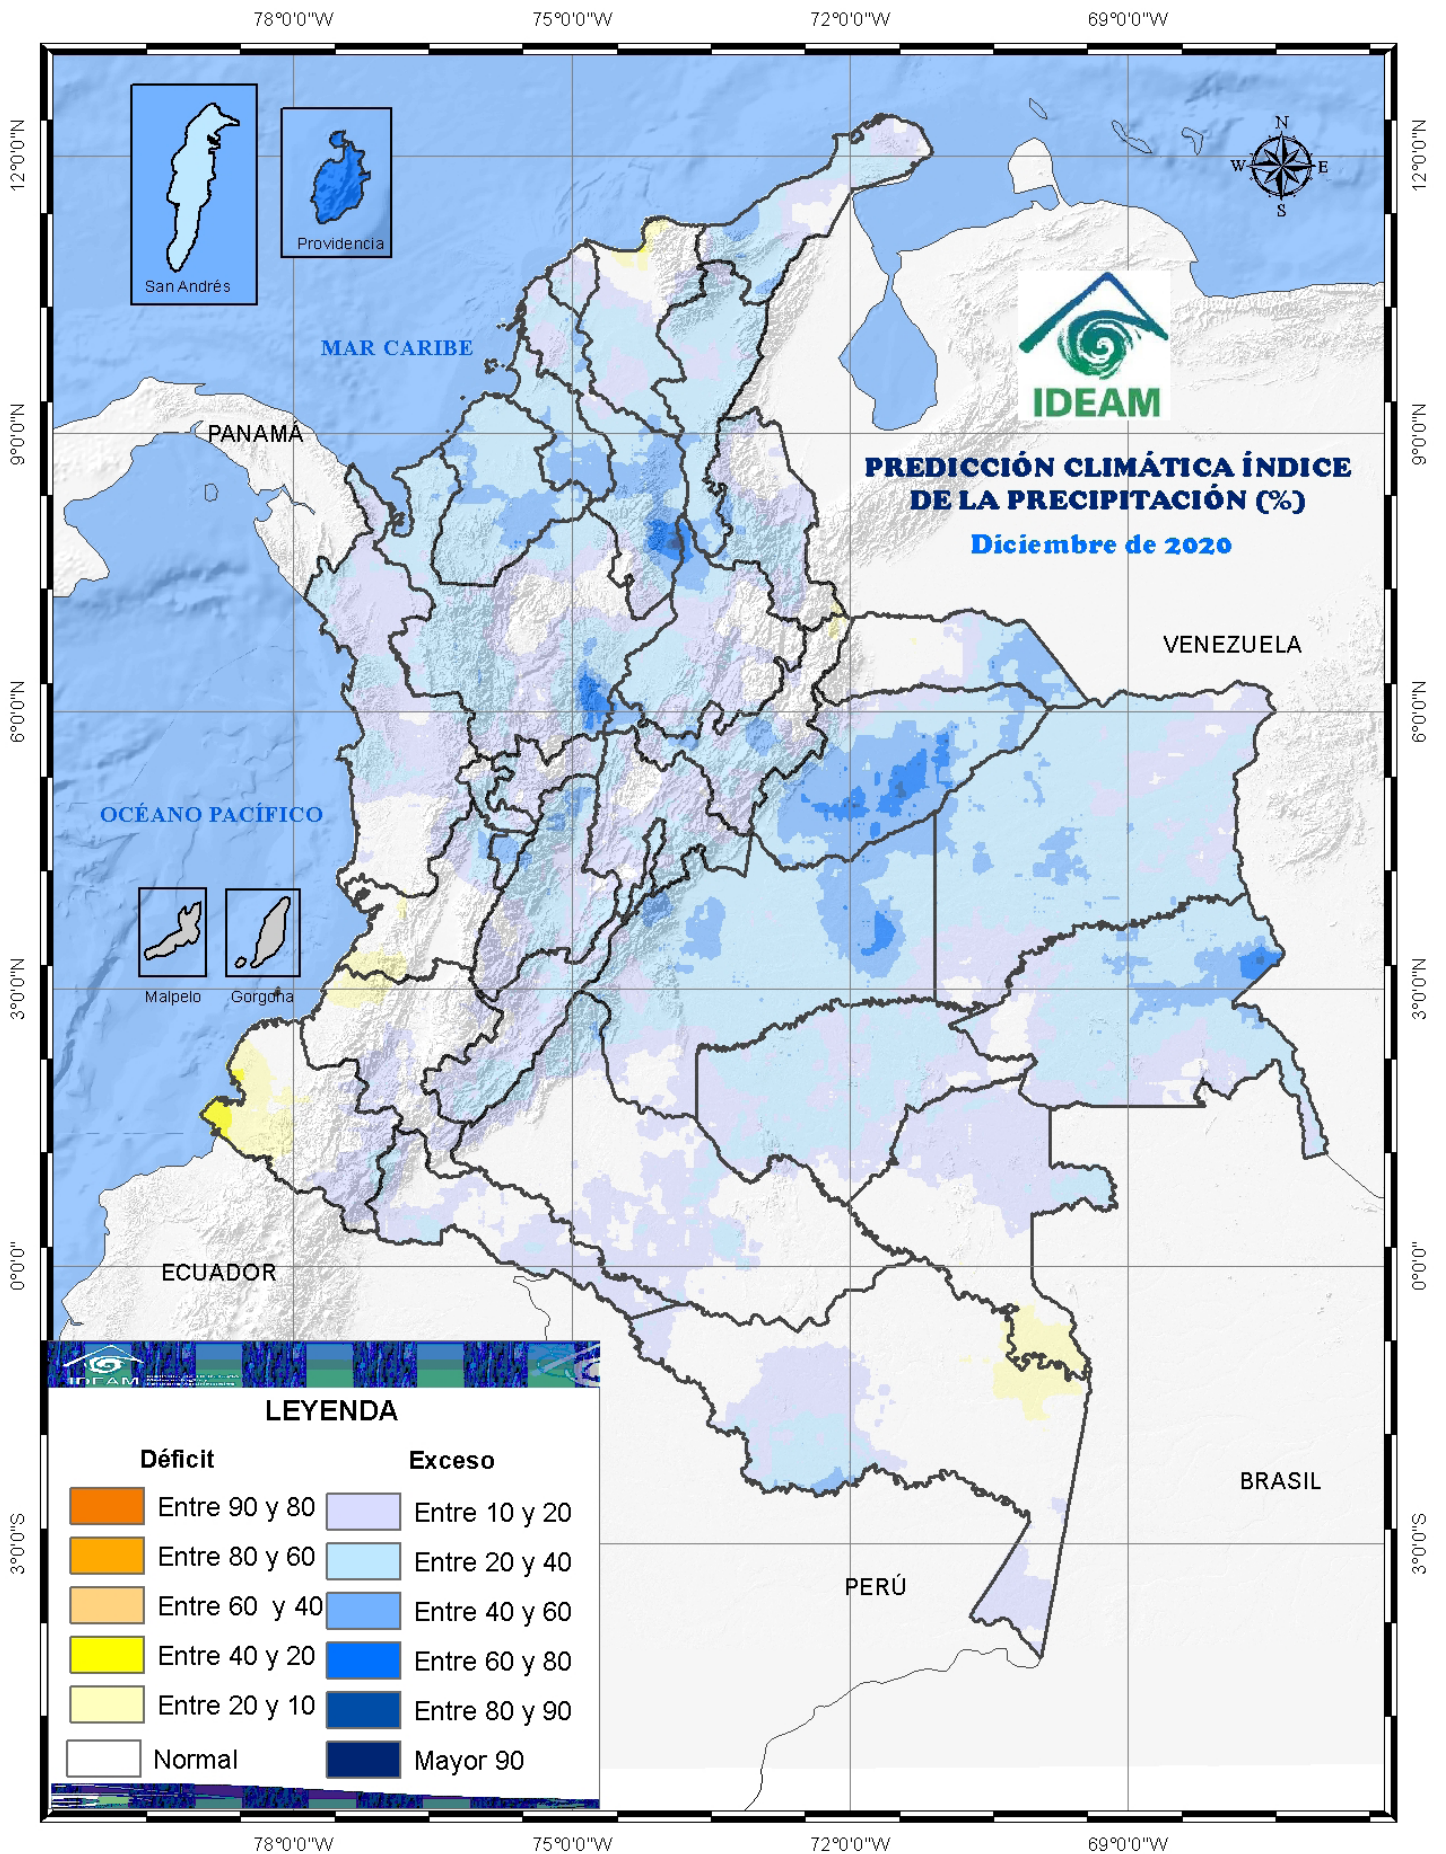 78°0'0"W 75°0'0"W 72°0'0"W 69°0'0"W
12°0'0"N
12°0'0"N
N
W E
S
Providencia
San Andrés
MAR CARIBE
IDEAM
9°0'0"N
9°0'0"N
PANAMÁ
PREDICCIÓN CLIMÁTICA ÍNDICE
DE LA PRECIPITACIÓN (%)
Diciembre de 2020
VENEZUELA
6°0'0"N
6°0'0"N
OCÉANO PACÍFICO
3°0'0"N
3°0'0"N
Malpelo
Gorgona
ECUADOR
0°0'0"
0°0'0"
IDEAM
LEYENDA
Déficit
Entre 90 y 80
Entre 80 y 60
Entre 60 y 40
Entre 40 y 20
Entre 20 y 10
Normal
Exceso
Entre 10 y 20
Entre 20 y 40
Entre 40 y 60
Entre 60 y 80
Entre 80 y 90
Mayor 90
BRASIL
3°0'0"S
3°0'0"S
PERÚ
78°0'0"W 75°0'0"W 72°0'0"W 69°0'0"W